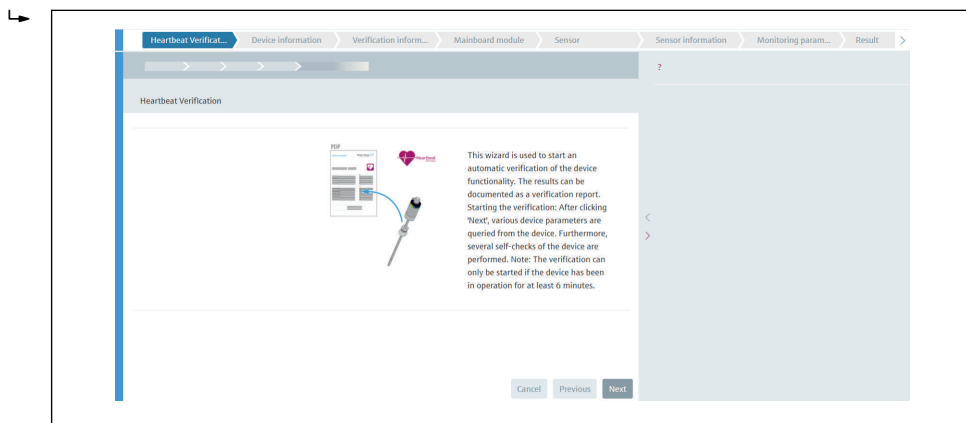 Heartbeat Verificat...
Device information
Verification inform...
Mainboard module
Sensor
Sensor information
Monitoring param...
Result
?
Heartbeat Verification
PDF
Heartbeat
This wizard is used to start an
automatic verification of the device
functionality. The results can be
documented as a verification report.
Starting the verification: After clicking
'Next', various device parameters are
queried from the device. Furthermore,
several self-checks of the device are
performed. Note: The verification can
only be started if the device has been
in operation for at least 6 minutes.
Cancel
Previous
Next